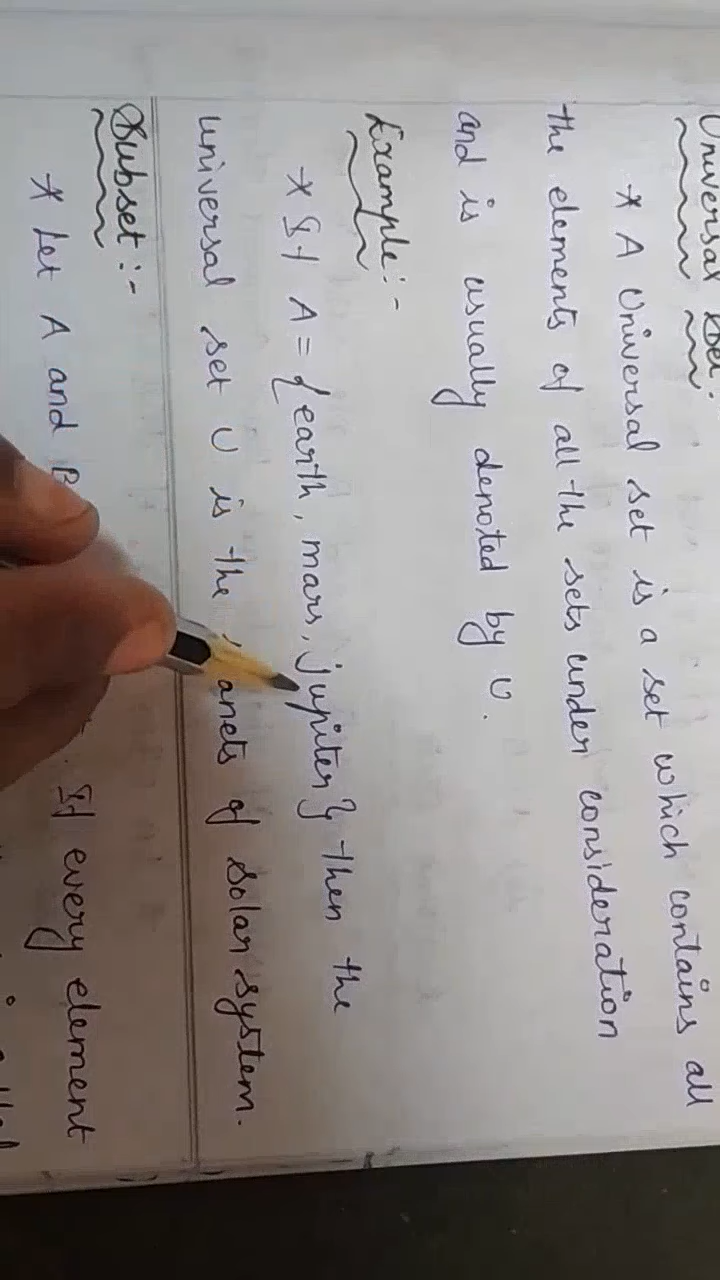 Universal Set:
* A Universal set is a set which contains all
the elements of all the sets under consideration
and is usually denoted by U.
Example:-
* If A = {earth, mars, jupiter} then the
universal set U is the anets of solar system.
Subset:-
* Let A and B If every element